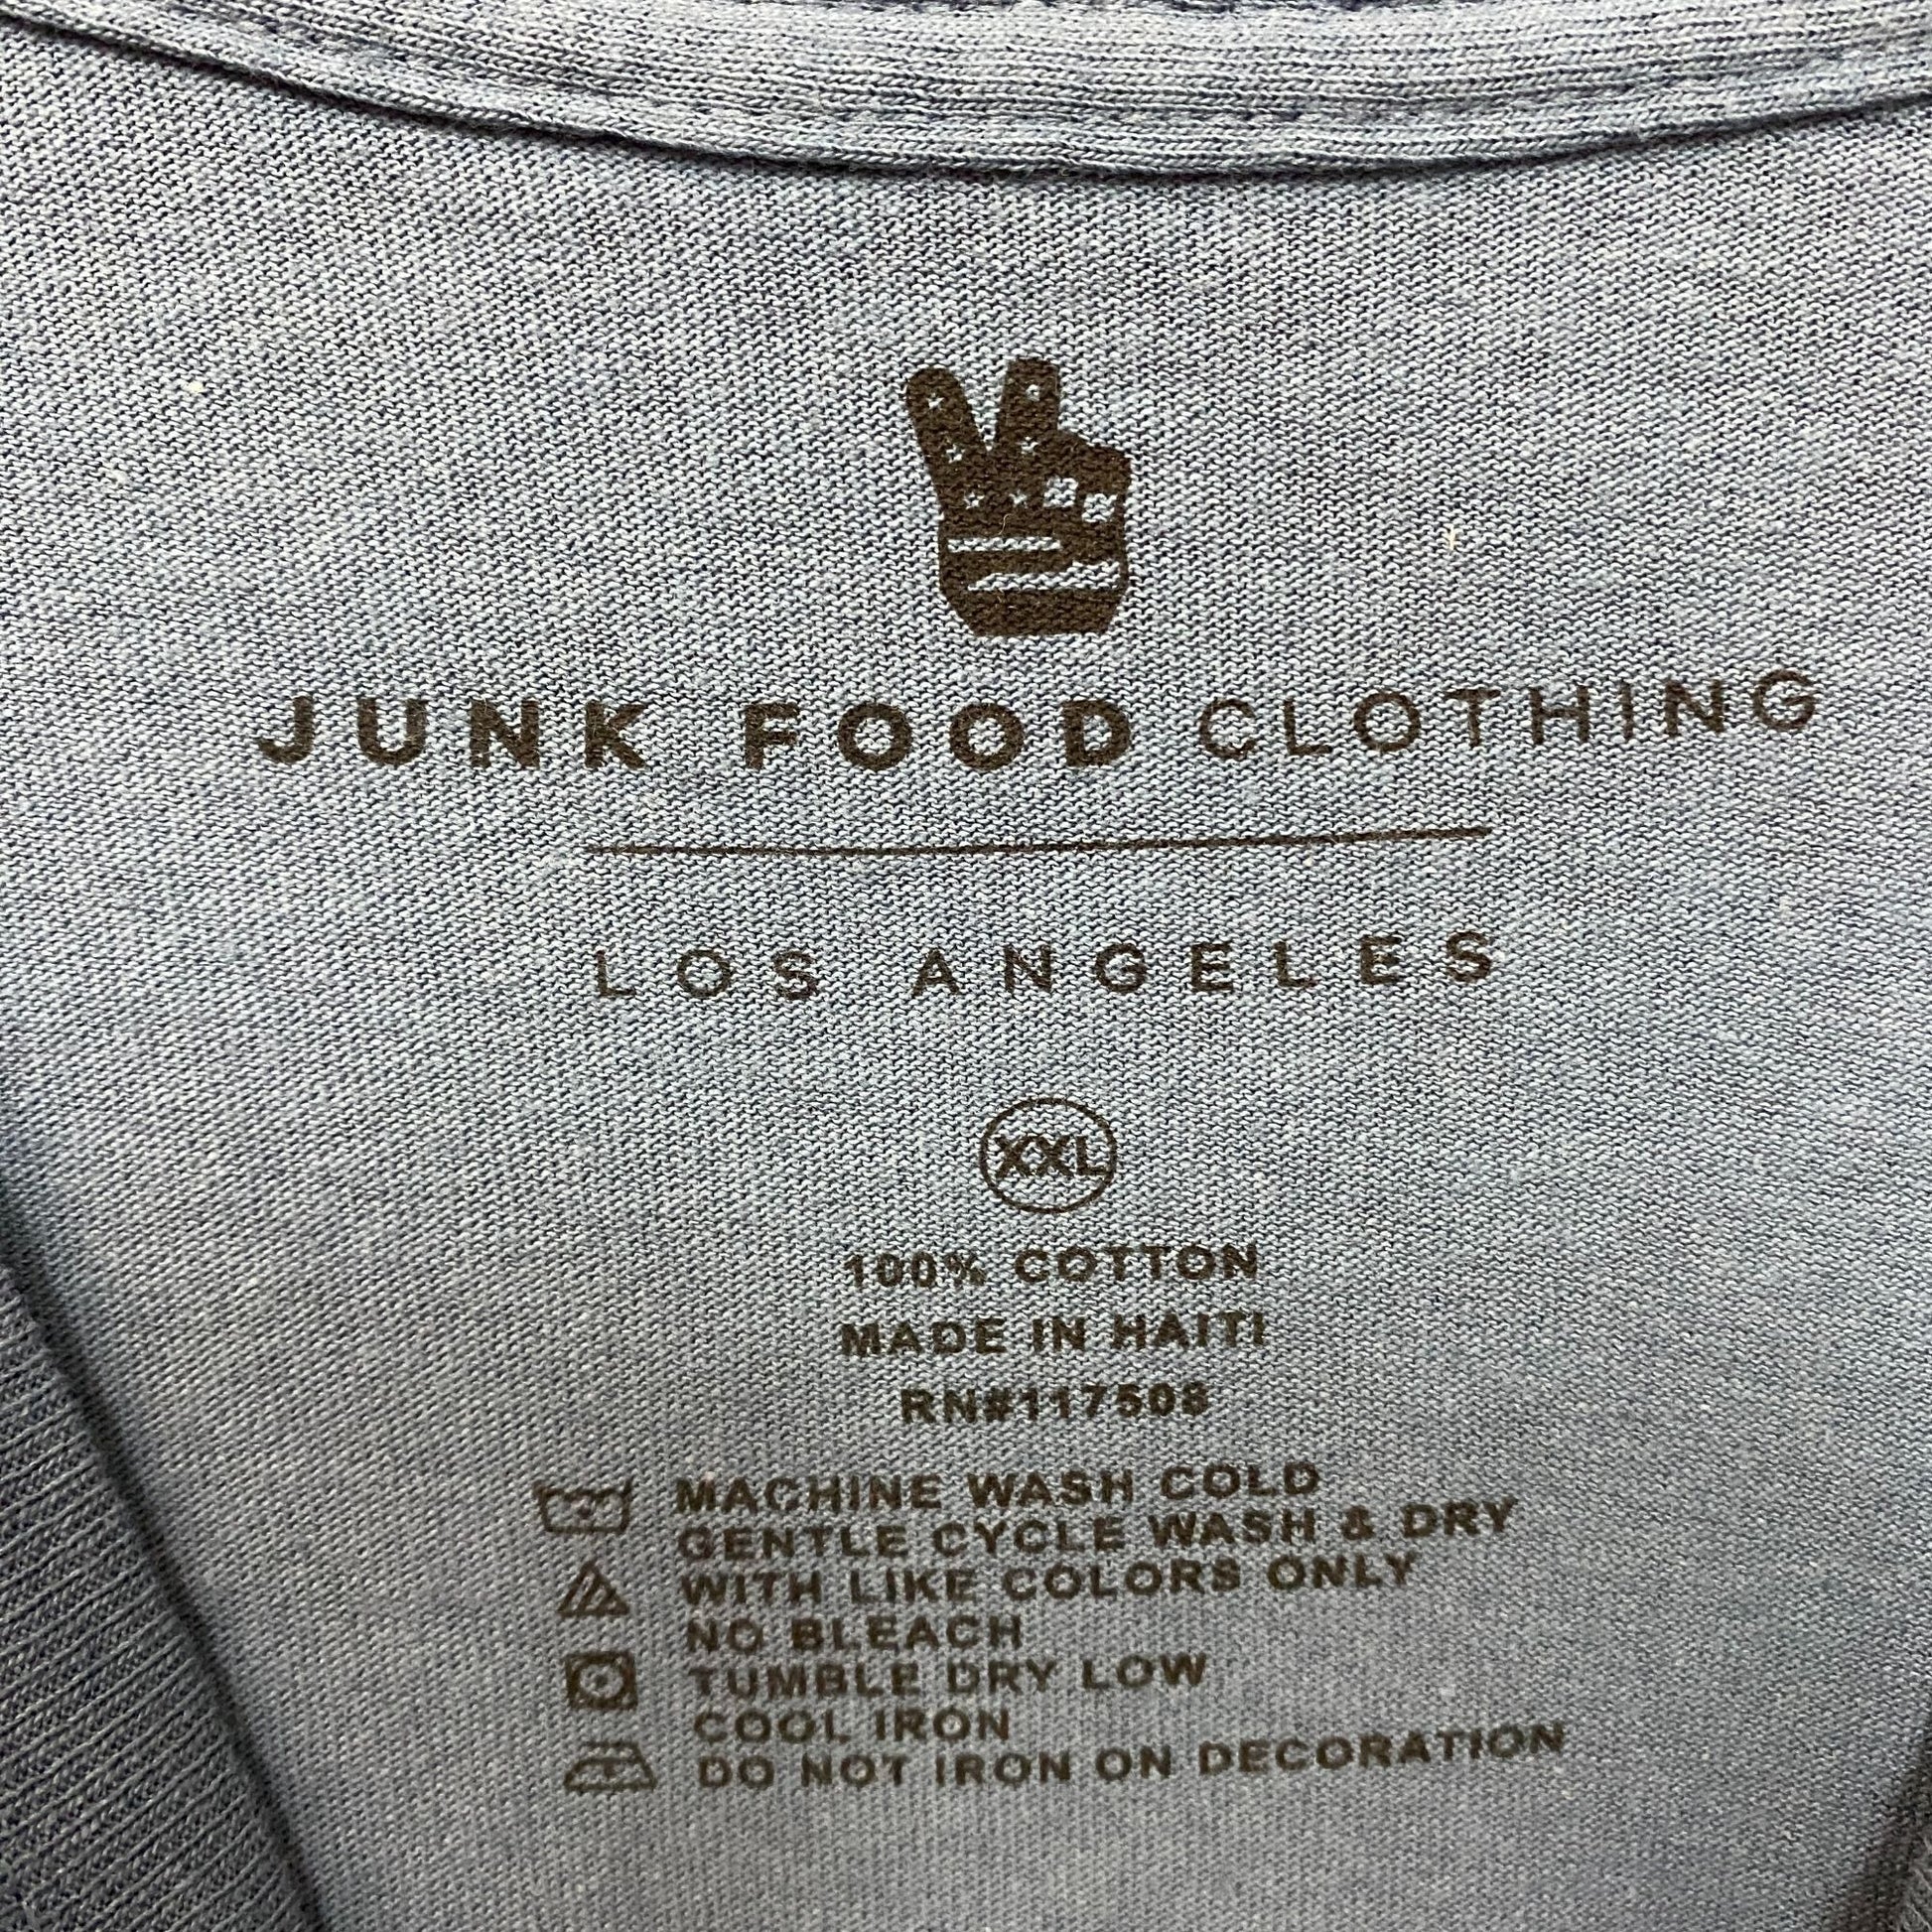 JUNK FOOD CLOTHING
LOS ANGELES
XXL
100% COTTON
MADE IN HAITI
RN#117508
MACHINE WASH COLD
GENTLE CYCLE WASH & DRY
WITH LIKE COLORS ONLY
NO BLEACH
TUMBLE DRY LOW
COOL IRON
DO NOT IRON ON DECORATION